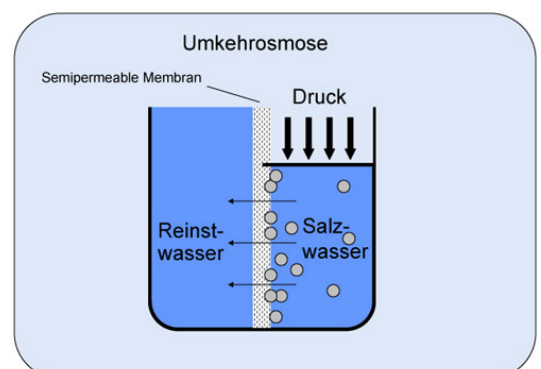 Umkehrosmose
Semipermeable Membran
Druck
Reinst-
wasser
Salz-
wasser